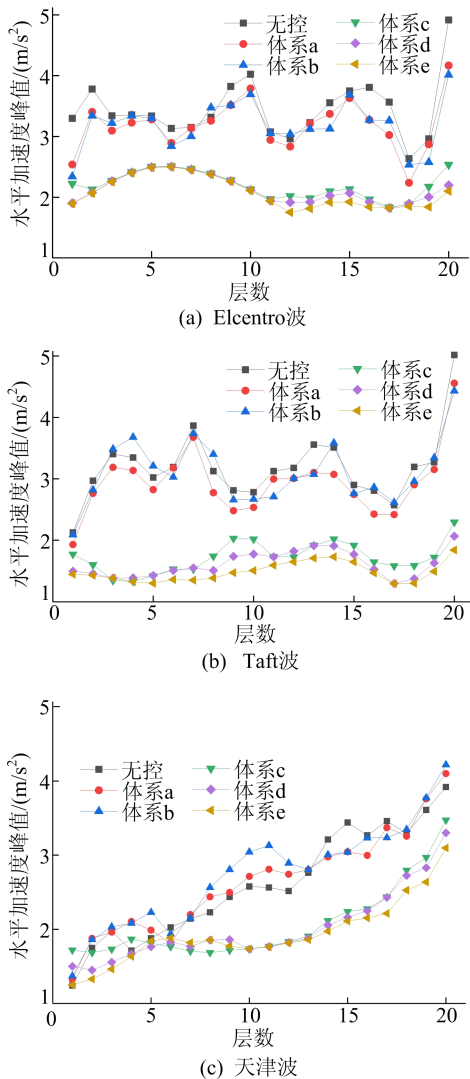 5
4
3
2
1
水平加速度峰值/(m/s²)
无控
体系a
体系b
体系c
体系d
体系e
0 5 10 15 20
层数
(a) Elcentro波
5
4
3
2
1
水平加速度峰值/(m/s²)
无控
体系a
体系b
体系c
体系d
体系e
0 5 10 15 20
层数
(b) Taft波
5
4
3
2
1
水平加速度峰值/(m/s²)
无控
体系a
体系b
体系c
体系d
体系e
0 5 10 15 20
层数
(c) 天津波